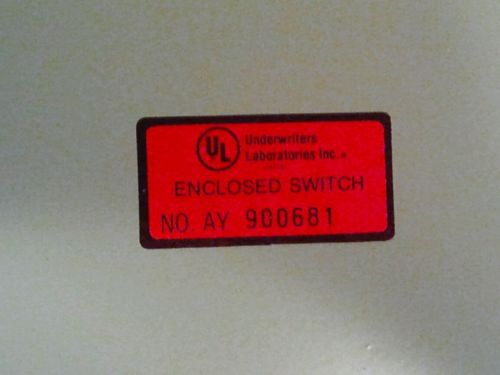 UL Underwriters
Laboratories Inc.®
ENCLOSED SWITCH
NO. AY 900681